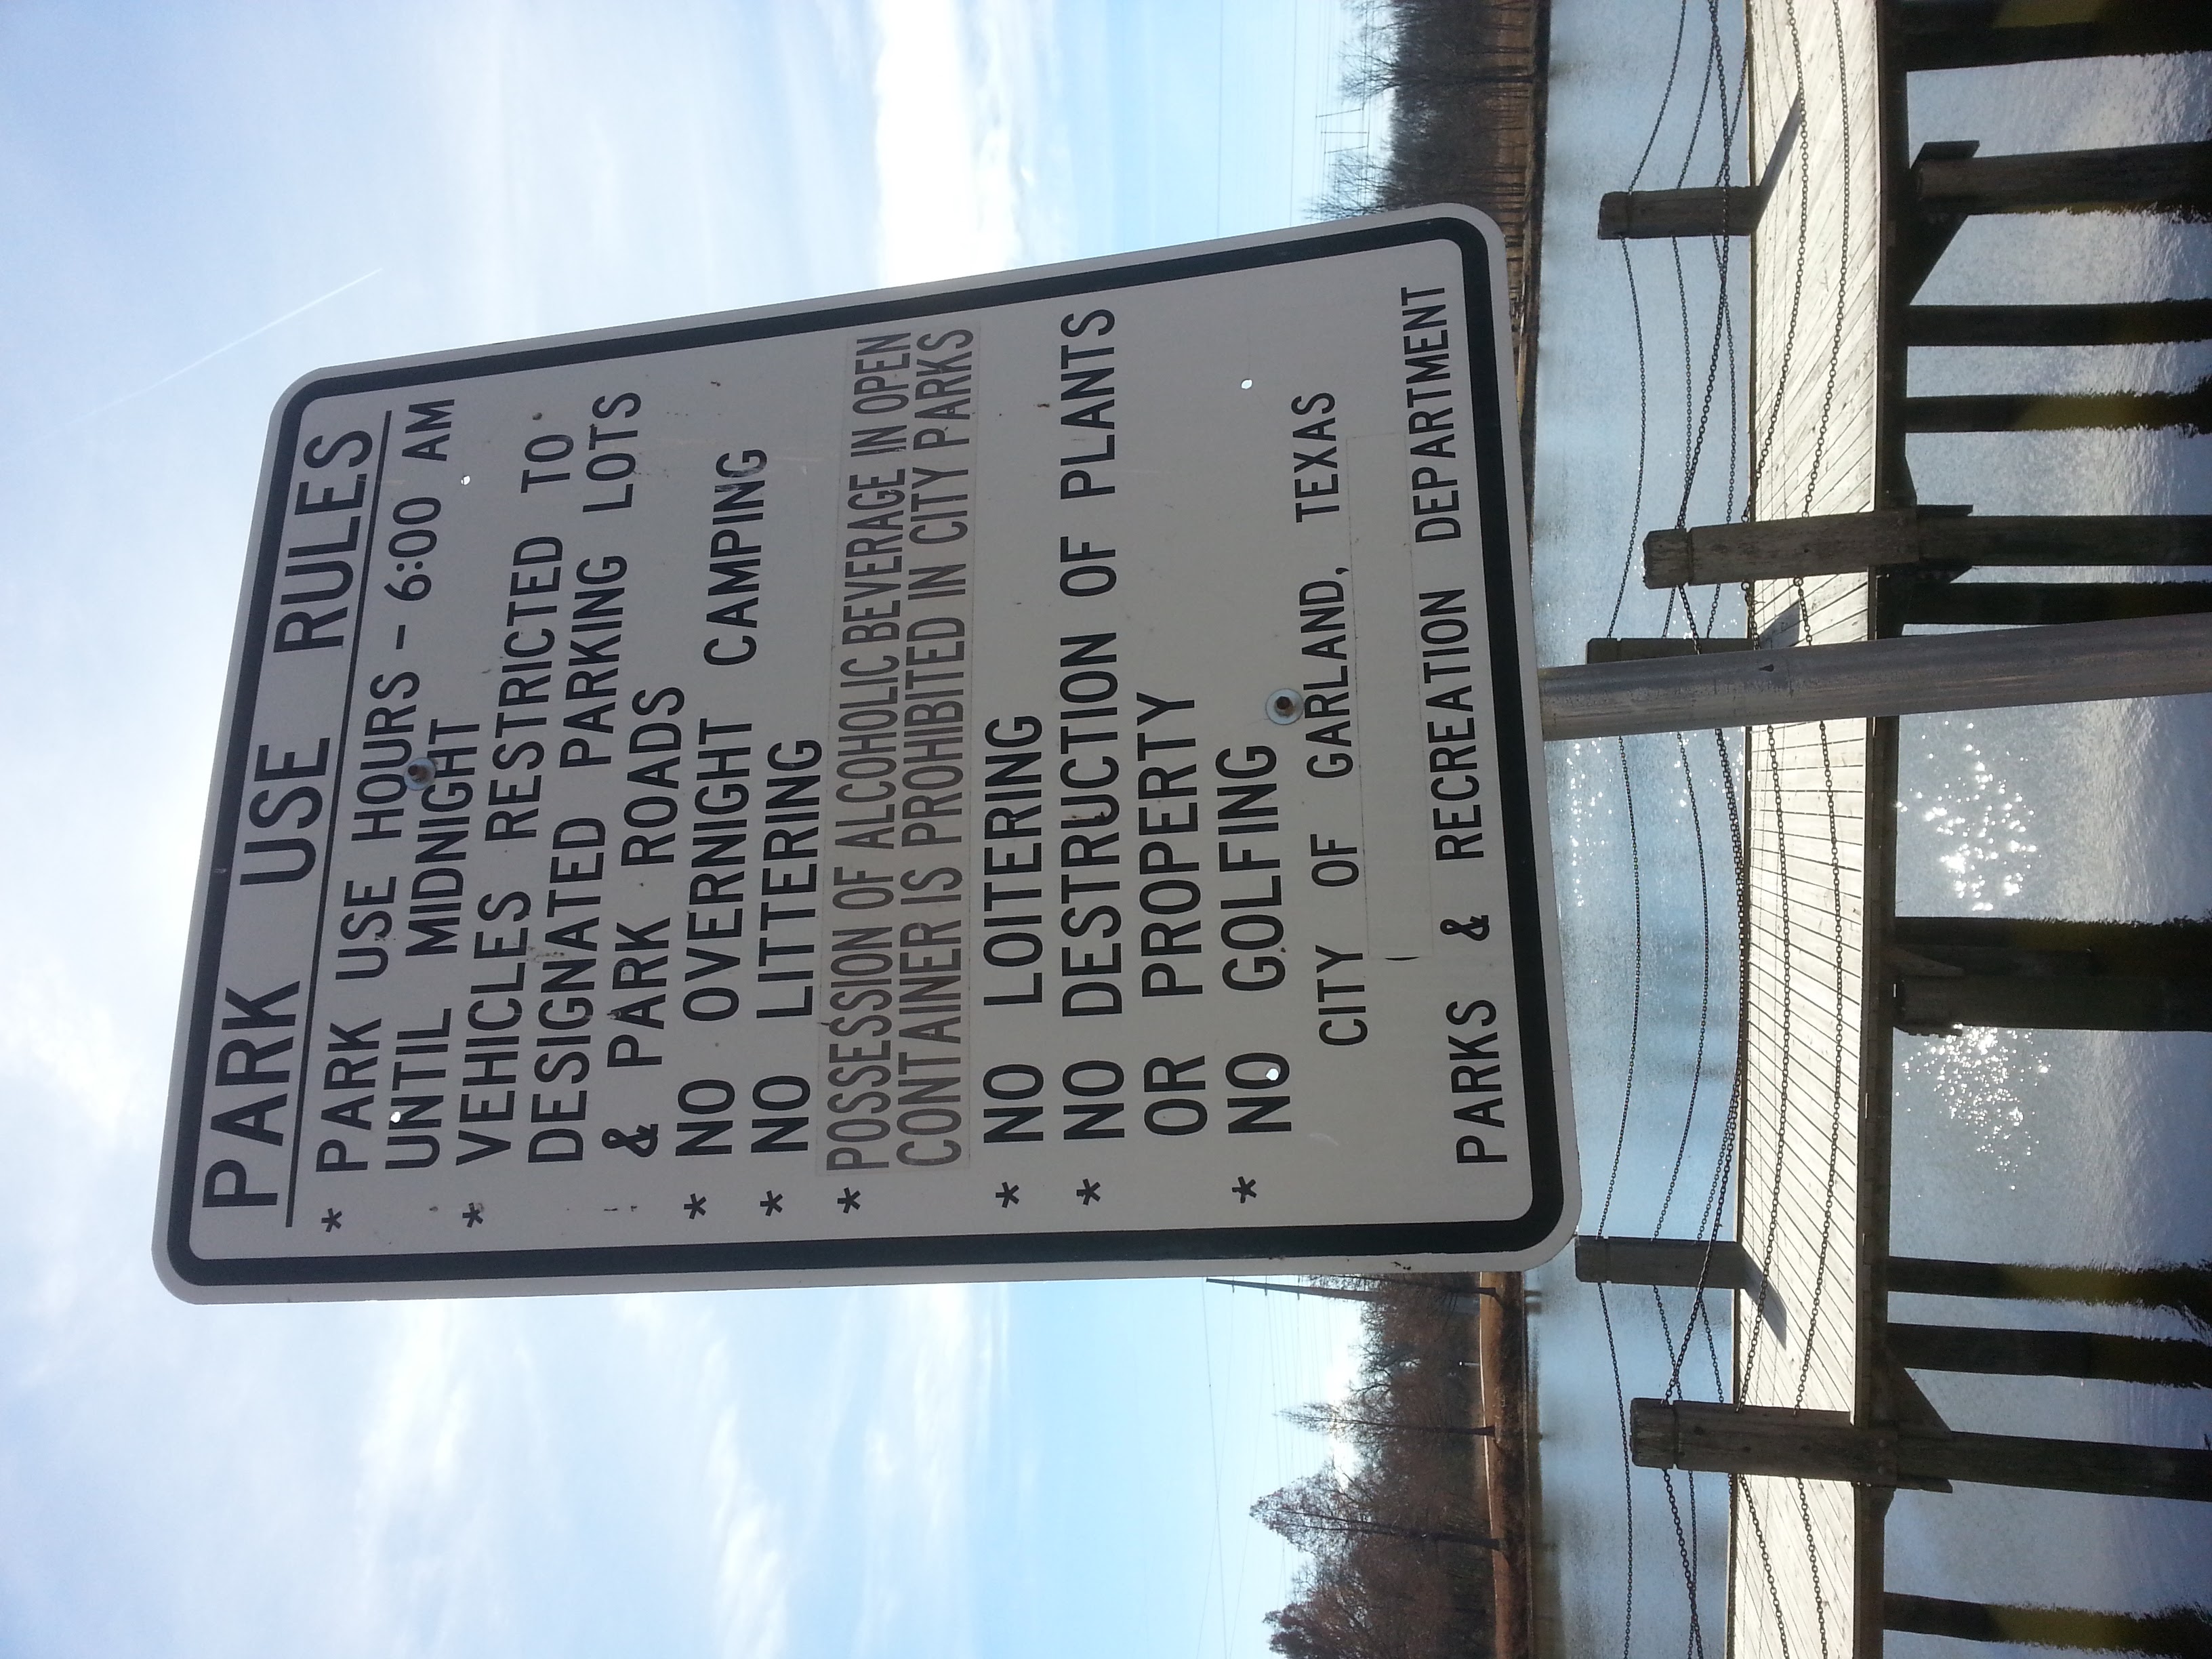 PARK USE RULES
* PARK USE HOURS - 6:00 AM
UNTIL MIDNIGHT
* VEHICLES RESTRICTED TO
DESIGNATED PARKING LOTS
& PARK ROADS
* NO OVERNIGHT CAMPING
* NO LITTERING
* POSSESSION OF ALCOHOLIC BEVERAGE IN OPEN
CONTAINER IS PROHIBITED IN CITY PARKS
* NO LOITERING
* NO DESTRUCTION OF PLANTS
OR PROPERTY
* NO GOLFING
CITY OF GARLAND, TEXAS
PARKS & RECREATION DEPARTMENT